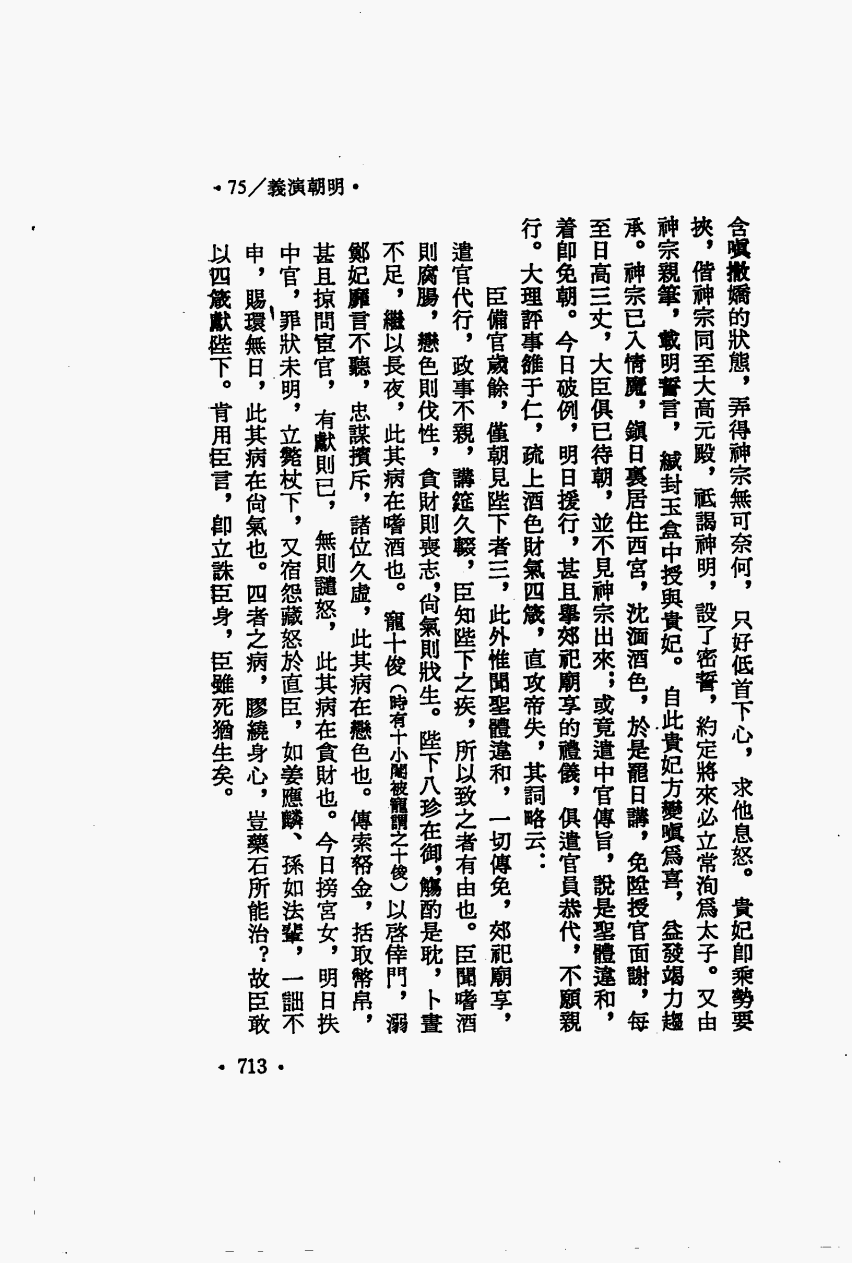 ·明朝演義/75·
含嗔撒嬌的狀態，弄得神宗無可奈何，只好低首下心，求他息怒。貴妃卽乘勢要
挾，偕神宗同至大高元殿，祗謁神明，設了密誓，約定將來必立常洵爲太子。又由
神宗親筆，載明誓言，緘封玉盒中授與貴妃。自此貴妃方變嗔爲喜，益發竭力趨
承。神宗已入情魔，鎭日裏居住西宮，沈湎酒色，於是罷日講，免陞授官面謝，每
至日高三丈，大臣俱已待朝，並不見神宗出來；或竟遣中官傳旨，說是聖體違和，
着卽免朝。今日破例，明日援行，甚且舉郊祀廟享的禮儀，俱遣官員恭代，不願親
行。大理評事雒于仁，疏上酒色財氣四箴，直攻帝失，其詞略云：
臣備官歲餘，僅朝見陛下者三，此外惟聞聖體違和，一切傳免，郊祀廟享，
遣官代行，政事不親，講筵久輟，臣知陛下之疾，所以致之者有由也。臣聞嗜酒
則腐腸，戀色則伐性，貪財則喪志，尙氣則戕生。陛下八珍在御，觴酌是耽，卜晝
不足，繼以長夜，此其病在嗜酒也。寵十俊（時有十小閹被寵謂之十俊）以啓倖門，溺
鄭妃靡言不聽，忠謀擯斥，儲位久虛，此其病在戀色也。傳索帑金，括取幣帛，
甚且掠問宦官，有獻則已，無則譴怒，此其病在貪財也。今日搒宮女，明日抶
中官，罪狀未明，立斃杖下，又宿怨藏怒於直臣，如姜應麟、孫如法輩，一詘不
申，賜環無日，此其病在尙氣也。四者之病，膠繞身心，豈藥石所能治？故臣敢
以四箴獻陛下。肯用臣言，卽立誅臣身，臣雖死猶生矣。
·713·